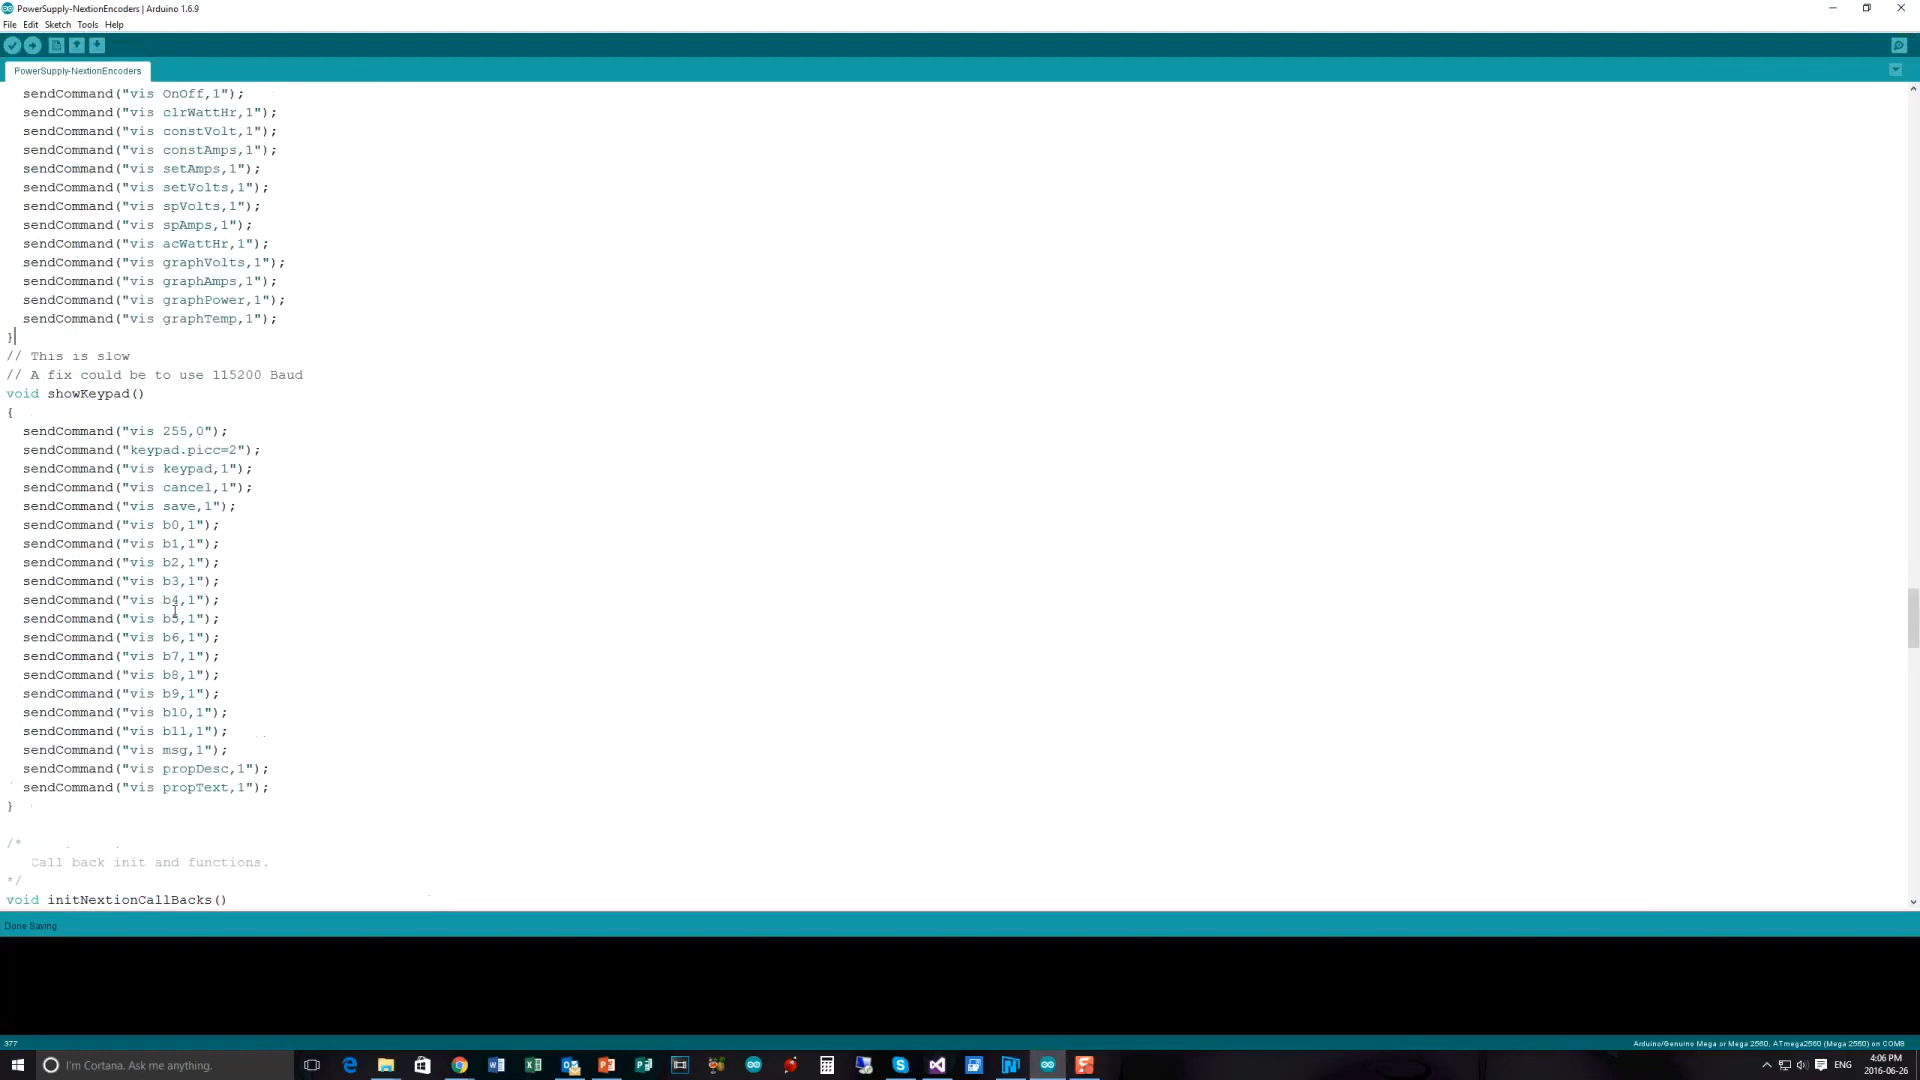 PowerSupply-NextionEncoders | Arduino 1.6.9
File Edit Sketch Tools Help
PowerSupply-NextionEncoders
sendCommand("vis OnOff,1");
sendCommand("vis clrWattHr,1");
sendCommand("vis constVolt,1");
sendCommand("vis constAmps,1");
sendCommand("vis setAmps,1");
sendCommand("vis setVolts,1");
sendCommand("vis spVolts,1");
sendCommand("vis spAmps,1");
sendCommand("vis acWattHr,1");
sendCommand("vis graphVolts,1");
sendCommand("vis graphAmps,1");
sendCommand("vis graphPower,1");
sendCommand("vis graphTemp,1");
}
// This is slow
// A fix could be to use 115200 Baud
void showKeypad()
{
sendCommand("vis 255,0");
sendCommand("keypad.picc=2");
sendCommand("vis keypad,1");
sendCommand("vis cancel,1");
sendCommand("vis save,1");
sendCommand("vis b0,1");
sendCommand("vis b1,1");
sendCommand("vis b2,1");
sendCommand("vis b3,1");
sendCommand("vis b4,1");
sendCommand("vis b5,1");
sendCommand("vis b6,1");
sendCommand("vis b7,1");
sendCommand("vis b8,1");
sendCommand("vis b9,1");
sendCommand("vis b10,1");
sendCommand("vis b11,1");
sendCommand("vis msg,1");
sendCommand("vis propDesc,1");
sendCommand("vis propText,1");
}
/*
Call back init and functions.
*/
void initNextionCallBacks()
Done Saving.
377
Arduino/Genuino Mega or Mega 2560, ATmega2560 (Mega 2560) on COM8
I'm Cortana. Ask me anything.
ENG
4:06 PM
2016-06-26